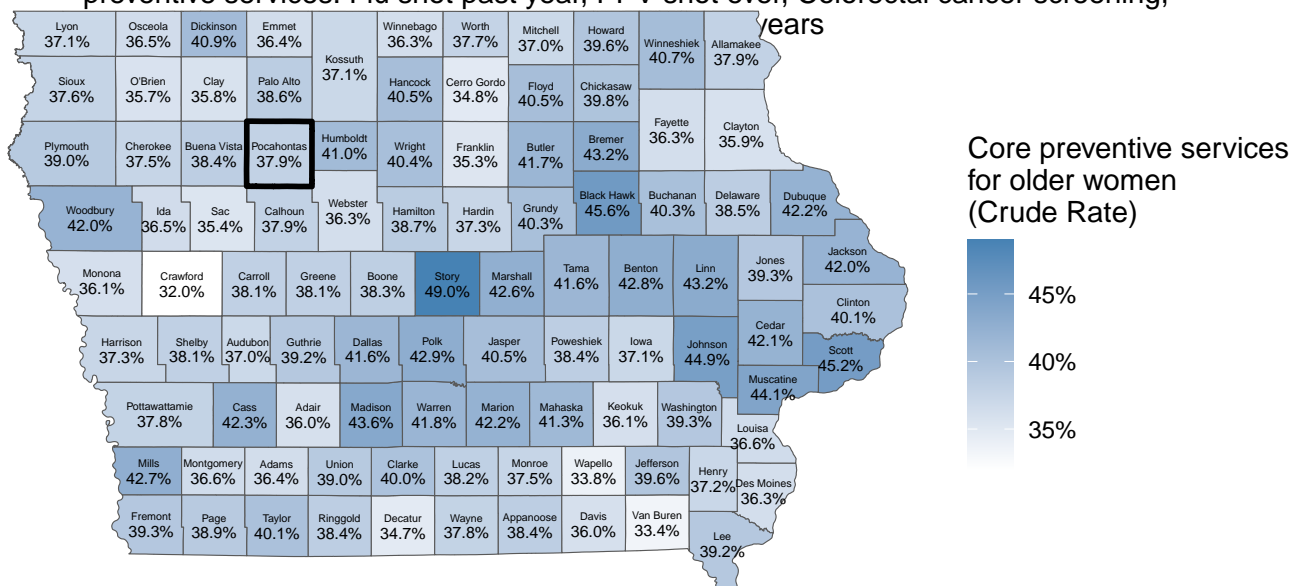 preventive services: Flu shot past year, PPV shot ever, Colorectal cancer screening,
years
Lyon
37.1%
Osceola
36.5%
Dickinson
40.9%
Emmet
36.4%
Kossuth
37.1%
Winnebago
36.3%
Worth
37.7%
Mitchell
37.0%
Howard
39.6%
Winneshiek
40.7%
Allamakee
37.9%
Sioux
37.6%
O'Brien
35.7%
Clay
35.8%
Palo Alto
38.6%
Hancock
40.5%
Cerro Gordo
34.8%
Floyd
40.5%
Chickasaw
39.8%
Fayette
36.3%
Clayton
35.9%
Plymouth
39.0%
Cherokee
37.5%
Buena Vista
38.4%
Pocahontas
37.9%
Humboldt
41.0%
Wright
40.4%
Franklin
35.3%
Butler
41.7%
Bremer
43.2%
Woodbury
42.0%
Ida
36.5%
Sac
35.4%
Calhoun
37.9%
Webster
36.3%
Hamilton
38.7%
Hardin
37.3%
Grundy
40.3%
Black Hawk
45.6%
Buchanan
40.3%
Delaware
38.5%
Dubuque
42.2%
Monona
36.1%
Crawford
32.0%
Carroll
38.1%
Greene
38.1%
Boone
38.3%
Story
49.0%
Marshall
42.6%
Tama
41.6%
Benton
42.8%
Linn
43.2%
Jones
39.3%
Jackson
42.0%
Clinton
40.1%
Harrison
37.3%
Shelby
38.1%
Audubon
37.0%
Guthrie
39.2%
Dallas
41.6%
Polk
42.9%
Jasper
40.5%
Poweshiek
38.4%
Iowa
37.1%
Johnson
44.9%
Cedar
42.1%
Scott
45.2%
Muscatine
44.1%
Pottawattamie
37.8%
Cass
42.3%
Adair
36.0%
Madison
43.6%
Warren
41.8%
Marion
42.2%
Mahaska
41.3%
Keokuk
36.1%
Washington
39.3%
Louisa
36.6%
Mills
42.7%
Montgomery
36.6%
Adams
36.4%
Union
39.0%
Clarke
40.0%
Lucas
38.2%
Monroe
37.5%
Wapello
33.8%
Jefferson
39.6%
Henry
37.2%
Des Moines
36.3%
Fremont
39.3%
Page
38.9%
Taylor
40.1%
Ringgold
38.4%
Decatur
34.7%
Wayne
37.8%
Appanoose
38.4%
Davis
36.0%
Van Buren
33.4%
Lee
39.2%
Core preventive services
for older women
(Crude Rate)
45%
40%
35%